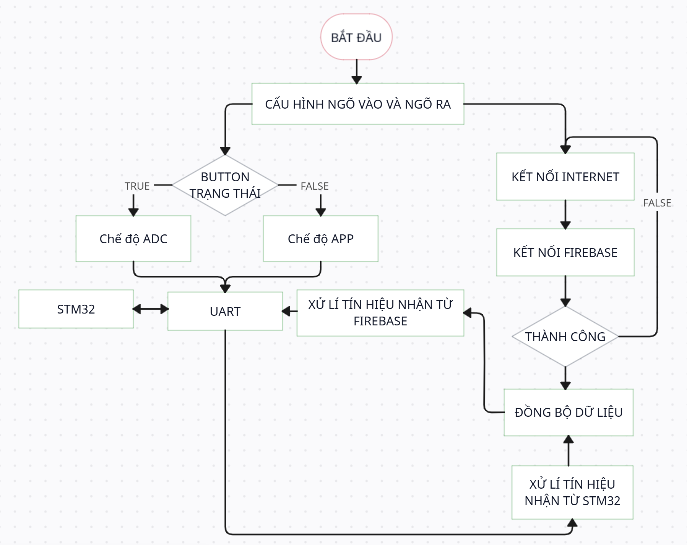 BẮT ĐẦU
CẤU HÌNH NGÕ VÀO VÀ NGÕ RA
BUTTON
TRẠNG THÁI
TRUE
FALSE
KẾT NỐI INTERNET
FALSE
Chế độ ADC
Chế độ APP
KẾT NỐI FIREBASE
STM32
UART
XỬ LÍ TÍN HIỆU NHẬN TỪ
FIREBASE
THÀNH CÔNG
ĐỒNG BỘ DỮ LIỆU
XỬ LÍ TÍN HIỆU
NHẬN TỪ STM32